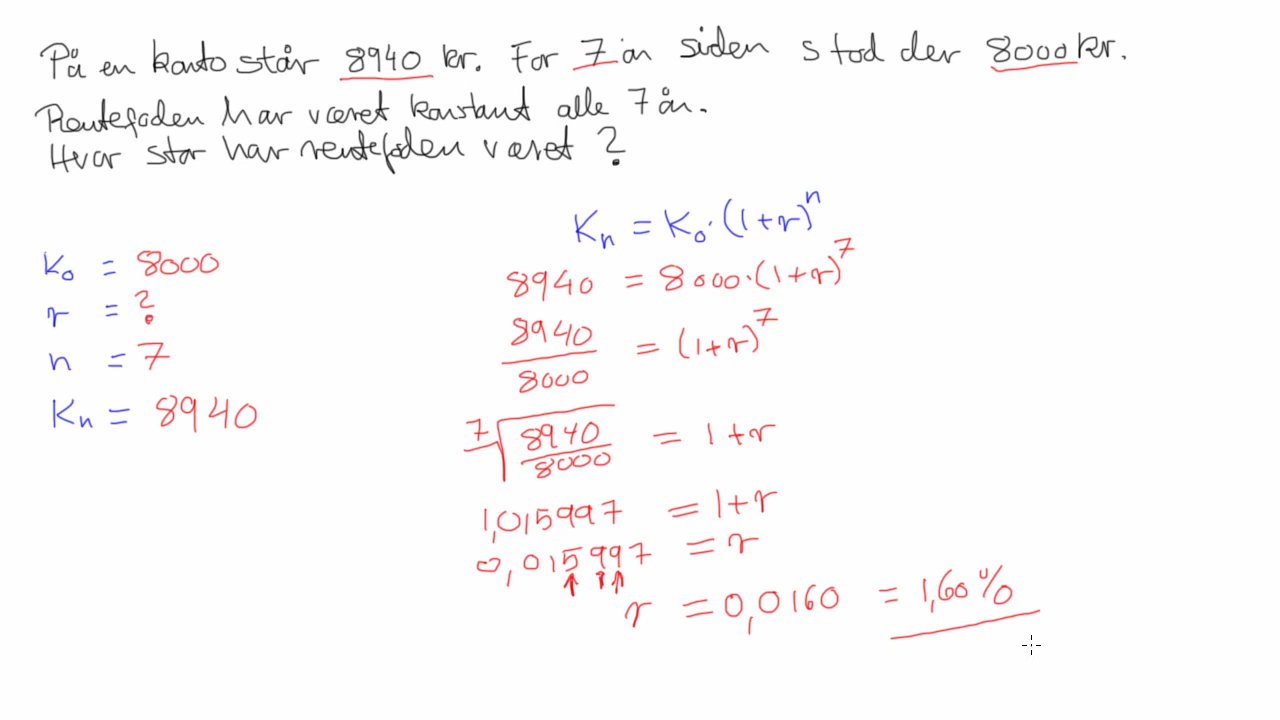 På en konto står 8940 kr. For 7 år siden stod der 8000 kr.
Rentefoden har været konstant alle 7 år.
Hvor stor har rentefoden været ?
K₀ = 8000
r = ?
n = 7
Kₙ = 8940
Kₙ = K₀·(1+r)ⁿ
8940 = 8000·(1+r)⁷
8940/8000 = (1+r)⁷
⁷√(8940/8000) = 1+r
1,015997 = 1+r
0,015997 = r
r = 0,0160 = 1,60%